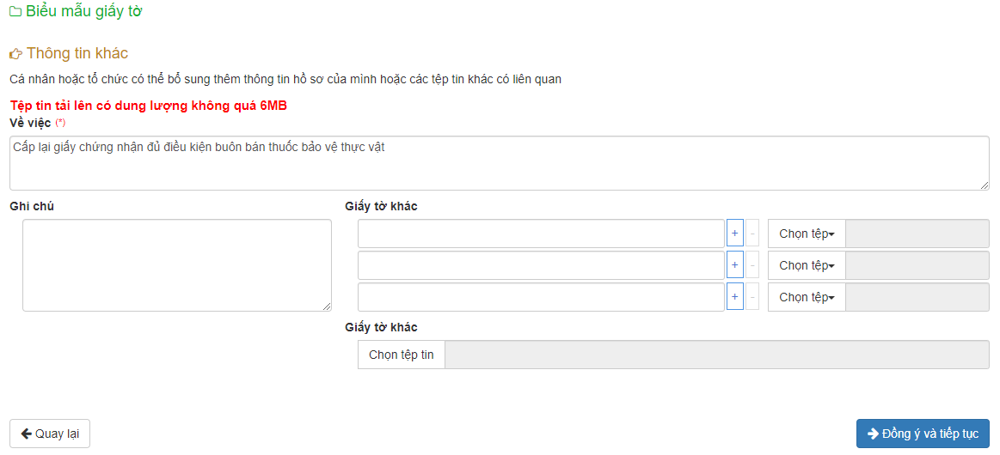 Biểu mẫu giấy tờ
Thông tin khác
Cá nhân hoặc tổ chức có thể bổ sung thêm thông tin hồ sơ của mình hoặc các tệp tin khác có liên quan
Tệp tin tải lên có dung lượng không quá 6MB
Về việc (*)
Cấp lại giấy chứng nhận đủ điều kiện buôn bán thuốc bảo vệ thực vật
Ghi chú
Giấy tờ khác
+ - Chọn tệp
+ - Chọn tệp
+ - Chọn tệp
Giấy tờ khác
Chọn tệp tin
Quay lại
Đồng ý và tiếp tục